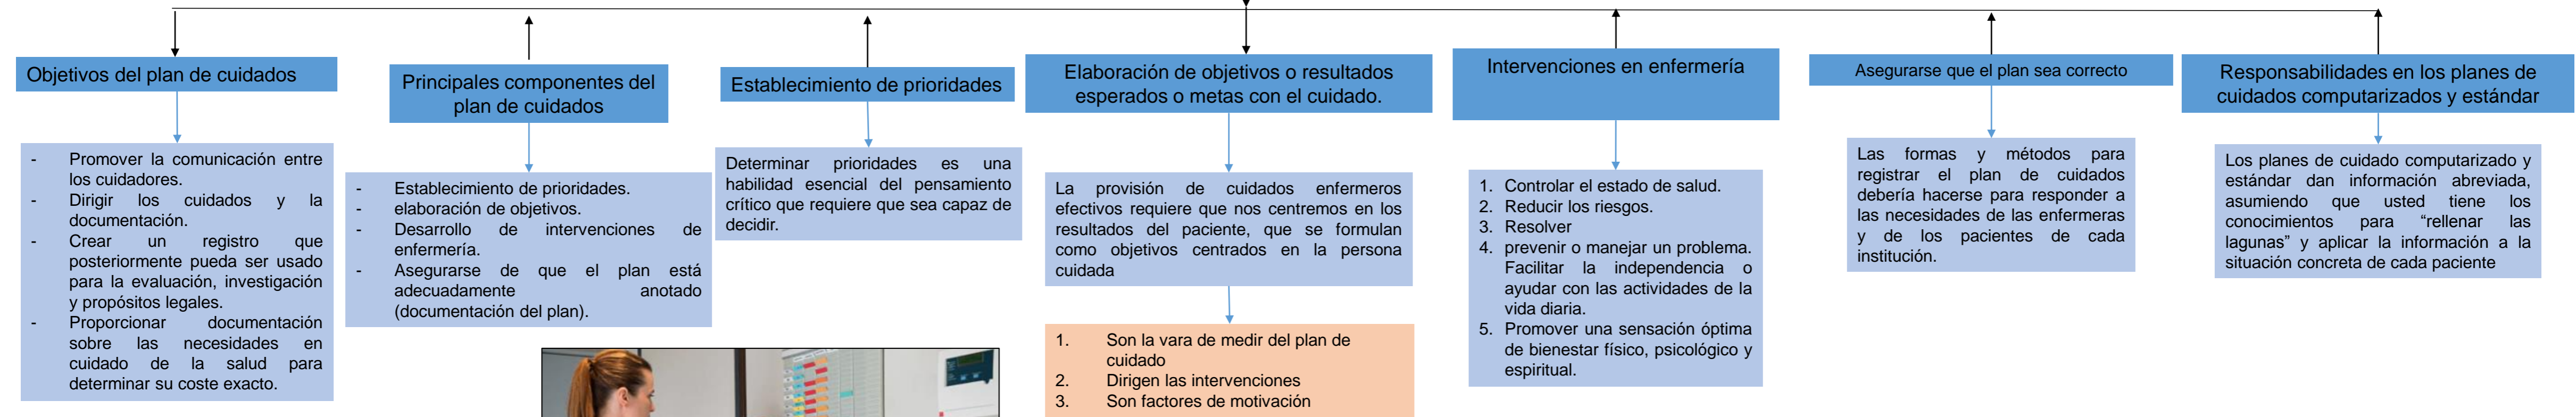 Objetivos del plan de cuidados
- Promover la comunicación entre
los cuidadores.
- Dirigir los cuidados y la
documentación.
- Crear un registro que
posteriormente pueda ser usado
para la evaluación, investigación
y propósitos legales.
- Proporcionar documentación
sobre las necesidades en
cuidado de la salud para
determinar su coste exacto.
Principales componentes del
plan de cuidados
- Establecimiento de prioridades.
- elaboración de objetivos.
- Desarrollo de intervenciones de
enfermería.
- Asegurarse de que el plan está
adecuadamente anotado
(documentación del plan).
Establecimiento de prioridades
Determinar prioridades es una
habilidad esencial del pensamiento
crítico que requiere que sea capaz de
decidir.
Elaboración de objetivos o resultados
esperados o metas con el cuidado.
La provisión de cuidados enfermeros
efectivos requiere que nos centremos en los
resultados del paciente, que se formulan
como objetivos centrados en la persona
cuidada
1. Son la vara de medir del plan de
cuidado
2. Dirigen las intervenciones
3. Son factores de motivación
Intervenciones en enfermería
1. Controlar el estado de salud.
2. Reducir los riesgos.
3. Resolver
4. prevenir o manejar un problema.
Facilitar la independencia o
ayudar con las actividades de la
vida diaria.
5. Promover una sensación óptima
de bienestar físico, psicológico y
espiritual.
Asegurarse que el plan sea correcto
Las formas y métodos para
registrar el plan de cuidados
debería hacerse para responder a
las necesidades de las enfermeras
y de los pacientes de cada
institución.
Responsabilidades en los planes de
cuidados computarizados y estándar
Los planes de cuidado computarizado y
estándar dan información abreviada,
asumiendo que usted tiene los
conocimientos para “rellenar las
lagunas” y aplicar la información a la
situación concreta de cada paciente